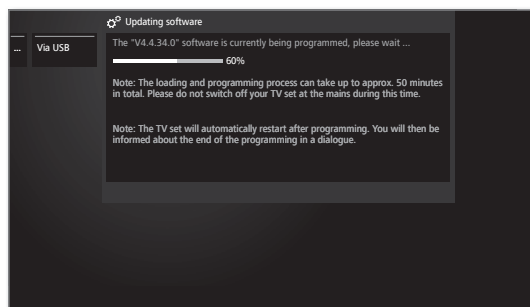 Updating software
... Via USB
The "V4.4.34.0" software is currently being programmed, please wait ...
60%
Note: The loading and programming process can take up to approx. 50 minutes
in total. Please do not switch off your TV set at the mains during this time.
Note: The TV set will automatically restart after programming. You will then be
informed about the end of the programming in a dialogue.